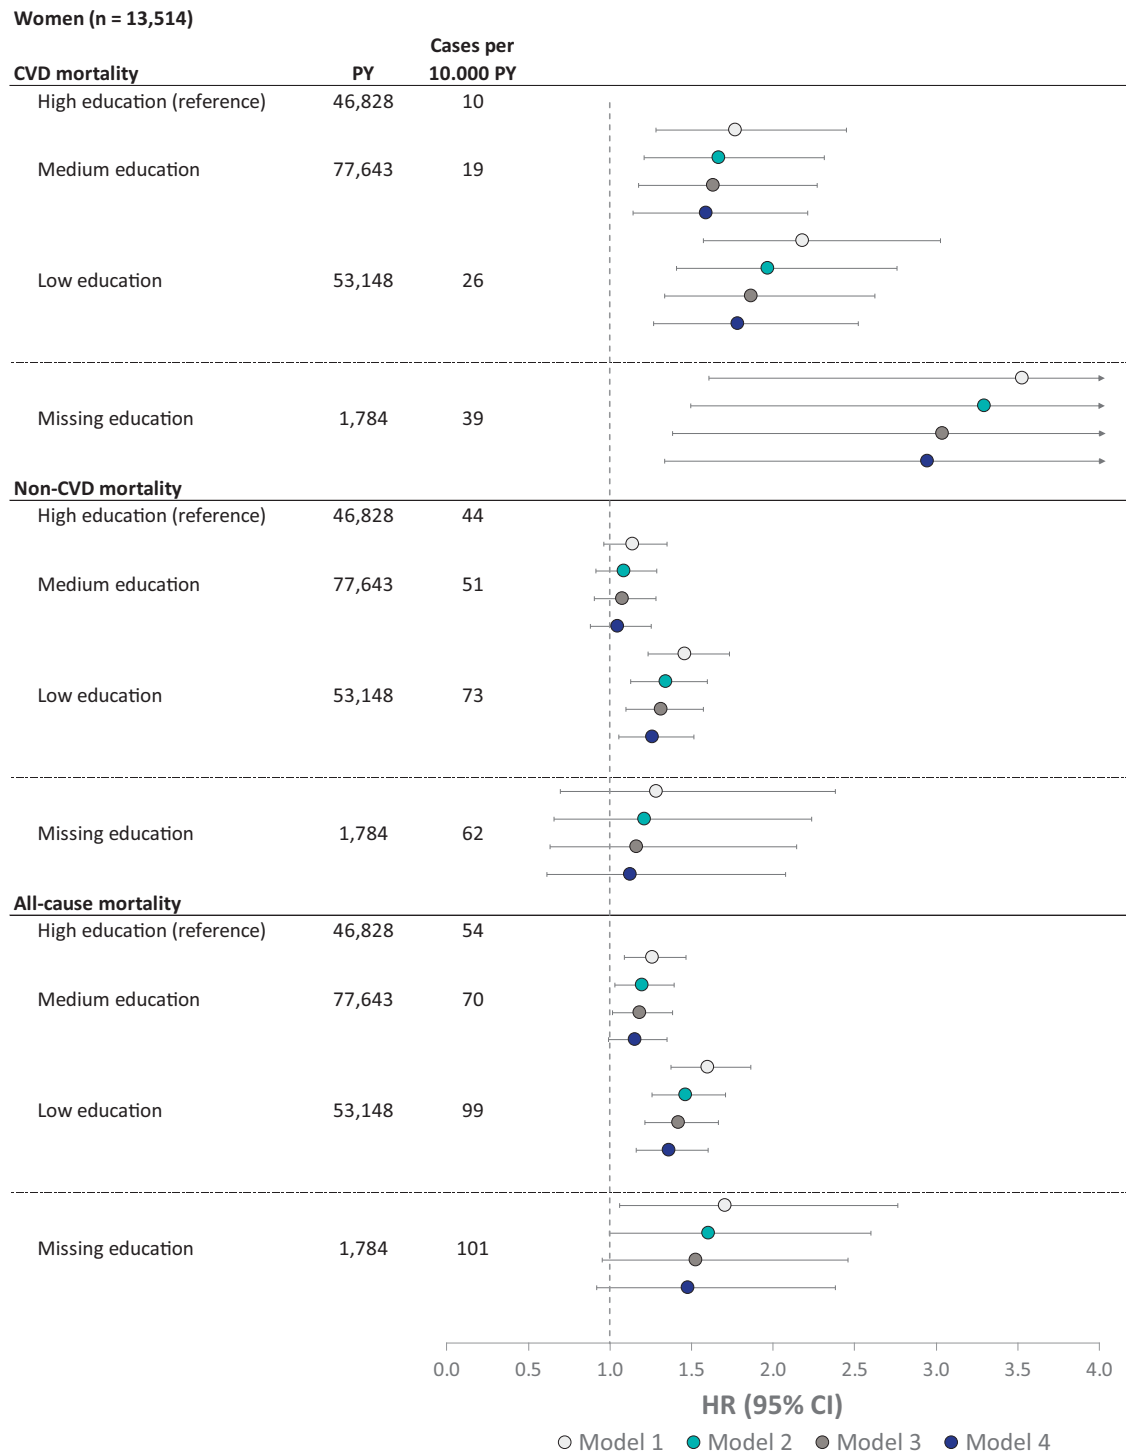 Women (n = 13,514)
Cases per
CVD mortality PY 10.000 PY
High education (reference) 46,828 10
Medium education 77,643 19
Low education 53,148 26
Missing education 1,784 39
Non-CVD mortality
High education (reference) 46,828 44
Medium education 77,643 51
Low education 53,148 73
Missing education 1,784 62
All-cause mortality
High education (reference) 46,828 54
Medium education 77,643 70
Low education 53,148 99
Missing education 1,784 101
0.0 0.5 1.0 1.5 2.0 2.5 3.0 3.5 4.0
HR (95% CI)
Model 1 Model 2 Model 3 Model 4